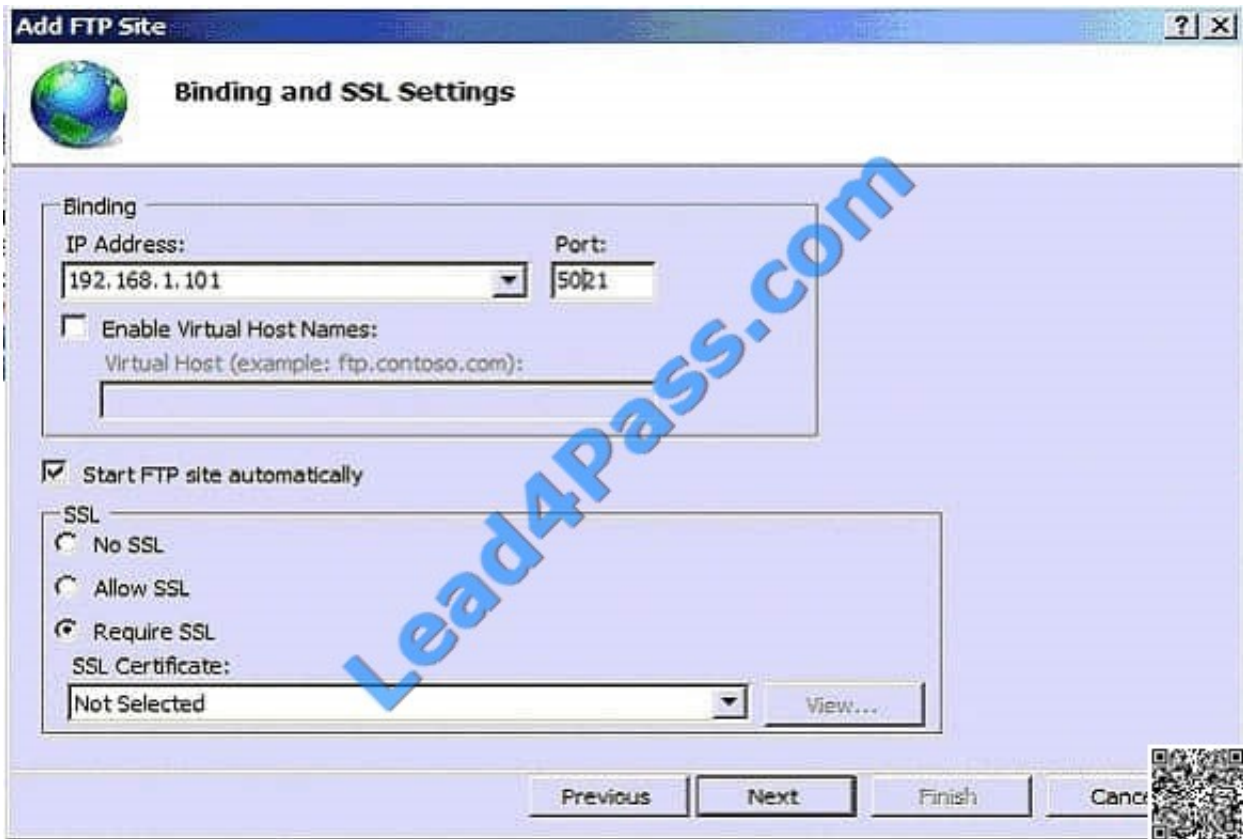 Add FTP Site
Binding and SSL Settings
Binding
IP Address:
Port:
192.168.1.101
5021
Enable Virtual Host Names:
Virtual Host (example: ftp.contoso.com):
Start FTP site automatically
SSL
No SSL
Allow SSL
Require SSL
SSL Certificate:
Not Selected
View...
Previous
Next
Finish
Cance
Lead4Pass.com